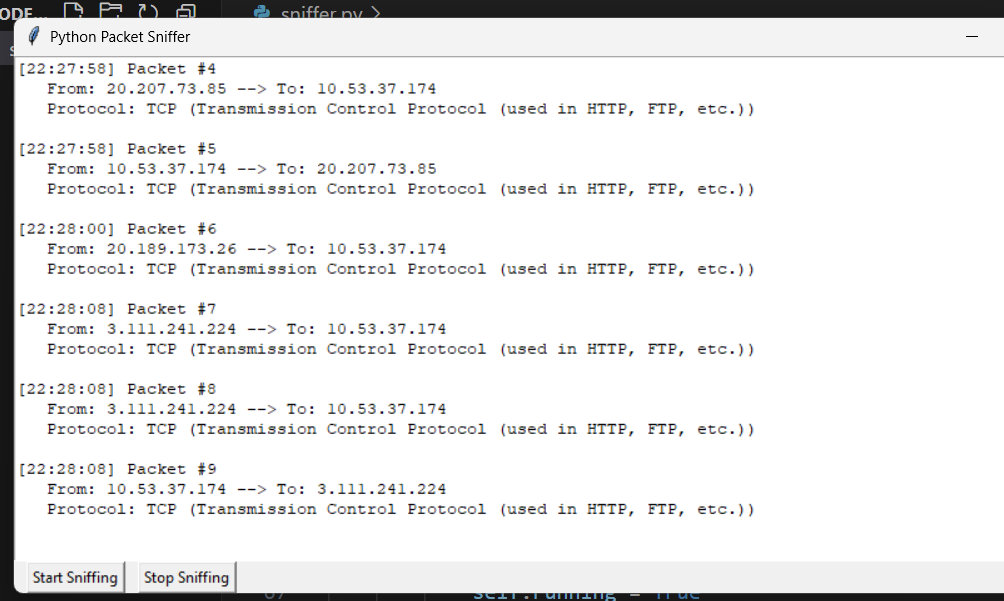 ODE...
sniffer.py
Python Packet Sniffer
[22:27:58] Packet #4
From: 20.207.73.85 --> To: 10.53.37.174
Protocol: TCP (Transmission Control Protocol (used in HTTP, FTP, etc.))
[22:27:58] Packet #5
From: 10.53.37.174 --> To: 20.207.73.85
Protocol: TCP (Transmission Control Protocol (used in HTTP, FTP, etc.))
[22:28:00] Packet #6
From: 20.189.173.26 --> To: 10.53.37.174
Protocol: TCP (Transmission Control Protocol (used in HTTP, FTP, etc.))
[22:28:08] Packet #7
From: 3.111.241.224 --> To: 10.53.37.174
Protocol: TCP (Transmission Control Protocol (used in HTTP, FTP, etc.))
[22:28:08] Packet #8
From: 3.111.241.224 --> To: 10.53.37.174
Protocol: TCP (Transmission Control Protocol (used in HTTP, FTP, etc.))
[22:28:08] Packet #9
From: 10.53.37.174 --> To: 3.111.241.224
Protocol: TCP (Transmission Control Protocol (used in HTTP, FTP, etc.))
Start Sniffing Stop Sniffing
self.running = True